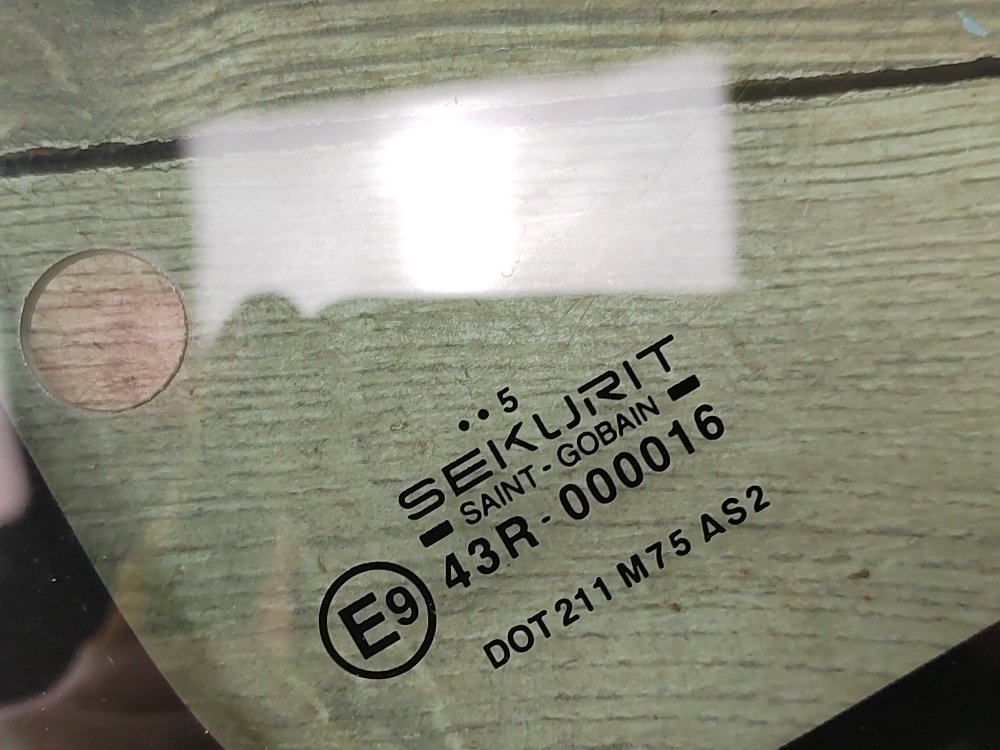 ..5
SEKURIT
SAINT-GOBAIN
43R-000016
E9
DOT 211 M75 AS2